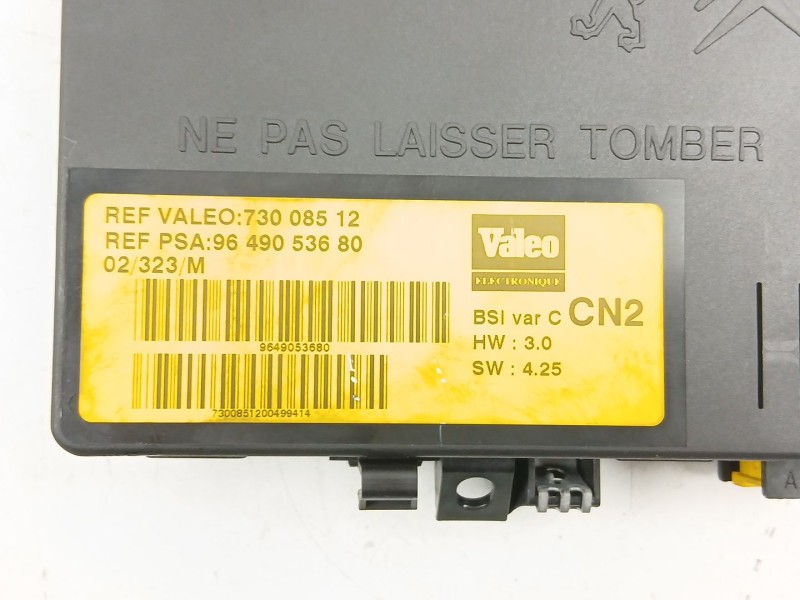 NE PAS LAISSER TOMBER
REF VALEO:730 085 12
REF PSA:96 490 536 80
02/323/M
9649053680
7300851200499414
Valeo
ELECTRONIQUE
BSI var C CN2
HW : 3.0
SW : 4.25
A